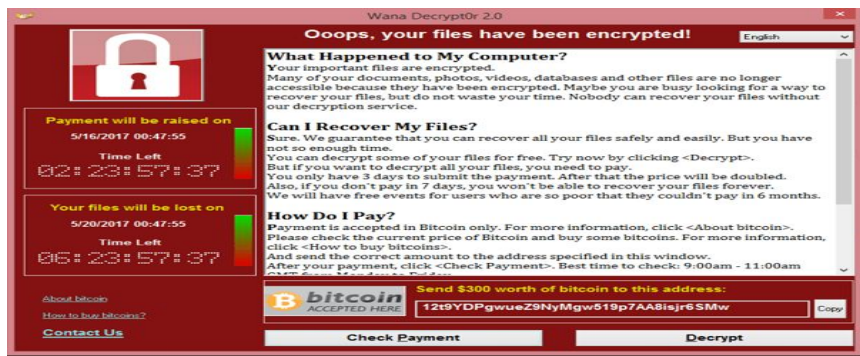 Wana Decrypt0r 2.0
Ooops, your files have been encrypted!
English
What Happened to My Computer?
Your important files are encrypted.
Many of your documents, photos, videos, databases and other files are no longer
accessible because they have been encrypted. Maybe you are busy looking for a way to
recover your files, but do not waste your time. Nobody can recover your files without
our decryption service.
Can I Recover My Files?
Sure. We guarantee that you can recover all your files safely and easily. But you have
not so enough time.
You can decrypt some of your files for free. Try now by clicking <Decrypt>.
But if you want to decrypt all your files, you need to pay.
You only have 3 days to submit the payment. After that the price will be doubled.
Also, if you don't pay in 7 days, you won't be able to recover your files forever.
We will have free events for users who are so poor that they couldn't pay in 6 months.
How Do I Pay?
Payment is accepted in Bitcoin only. For more information, click <About bitcoin>.
Please check the current price of Bitcoin and buy some bitcoins. For more information,
click <How to buy bitcoins>.
And send the correct amount to the address specified in this window.
After your payment, click <Check Payment>. Best time to check: 9:00am - 11:00am
GMT from Monday to Friday.
Payment will be raised on
5/16/2017 00:47:55
Time Left
02:23:57:37
Your files will be lost on
5/20/2017 00:47:55
Time Left
06:23:57:37
About bitcoin
How to buy bitcoins?
Contact Us
bitcoin
ACCEPTED HERE
Send $300 worth of bitcoin to this address:
12t9YDPgwueZ9NyMgw519p7AA8isjr6SMw
Copy
Check Payment
Decrypt